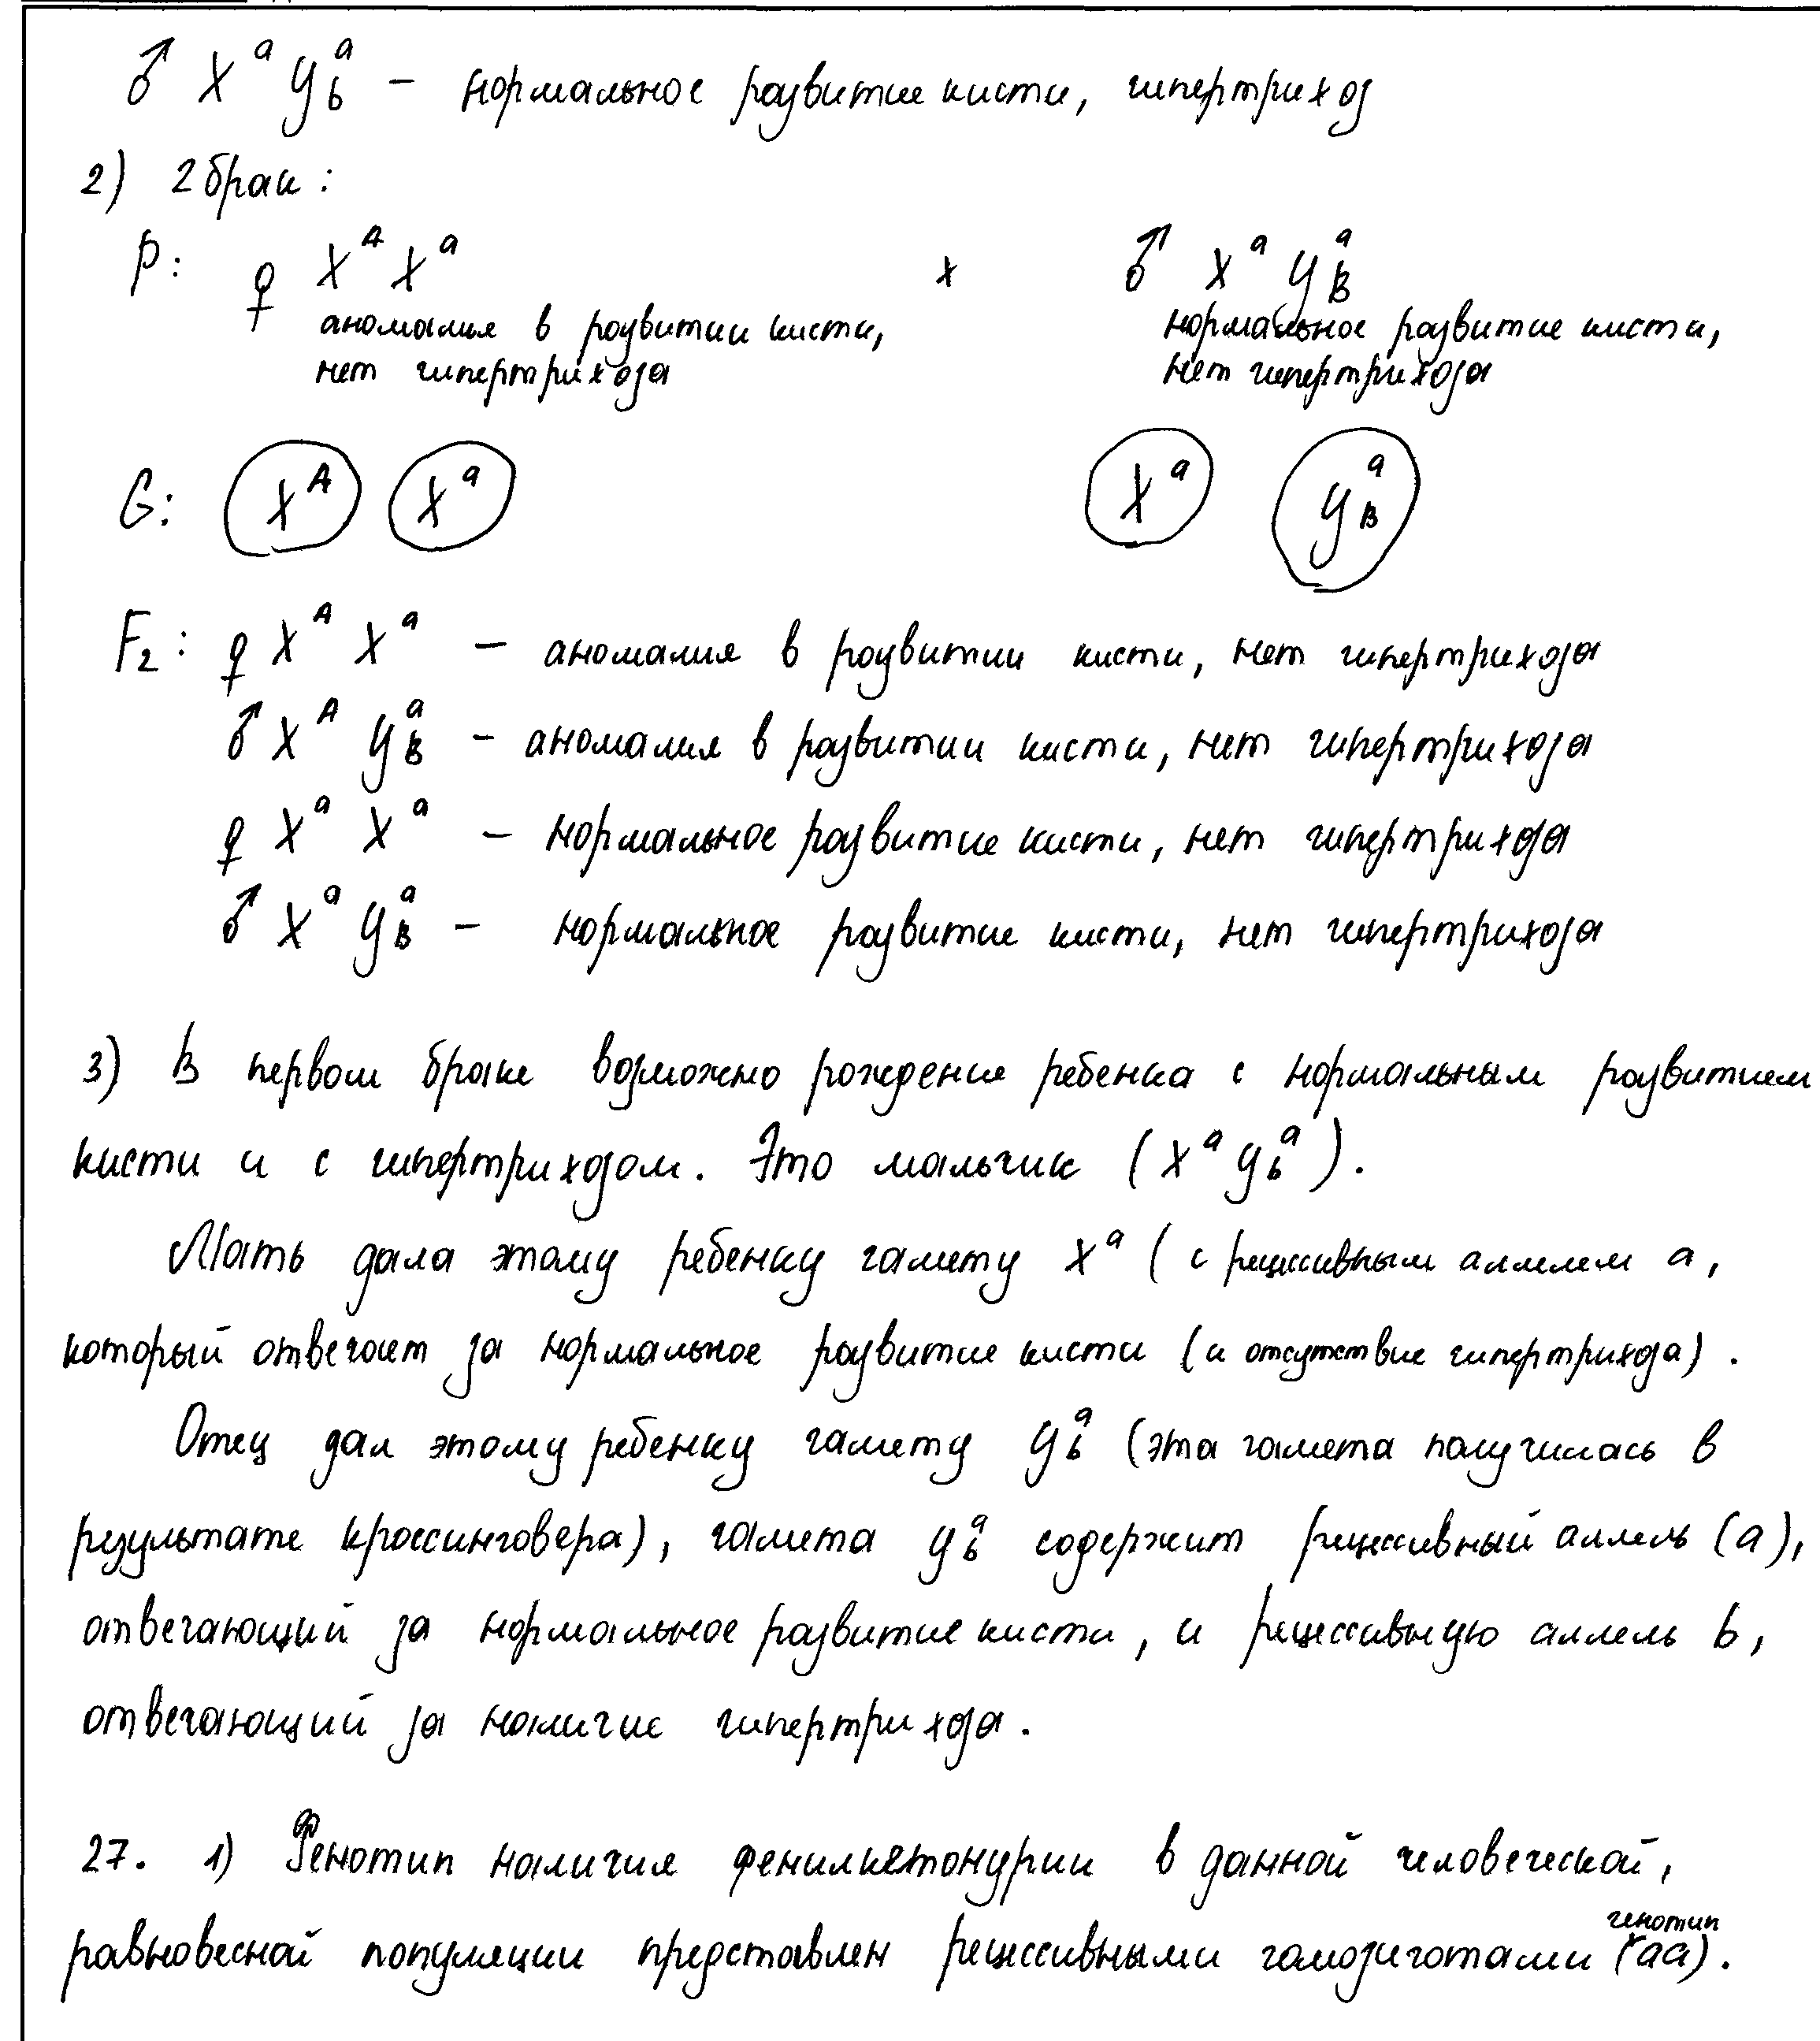 ♂ X^a Y_b^a – нормальное развитие кисти, гипертрихоз
2) 2 брак:
P: ♀ X^A X^a x ♂ X^a Y_B^a
аномалия в развитии кисти, нормальное развитие кисти,
нет гипертрихоза нет гипертрихоза
G: X^A X^a X^a Y_B^a
F₂: ♀ X^A X^a – аномалия в развитии кисти, нет гипертрихоза
♂ X^A Y_B^a – аномалия в развитии кисти, нет гипертрихоза
♀ X^a X^a – нормальное развитие кисти, нет гипертрихоза
♂ X^a Y_B^a – нормальное развитие кисти, нет гипертрихоза
3) В первом браке возможно рождение ребенка с нормальным развитием
кисти и с гипертрихозом. Это мальчик (X^a Y_b^a).
Мать дала этому ребенку гамету X^a (с рецессивным аллелем a,
который отвечает за нормальное развитие кисти (и отсутствие гипертрихоза).
Отец дал этому ребенку гамету Y_b^a (эта гамета получилась в
результате кроссинговера), гамета Y_b^a содержит рецессивный аллель (a),
отвечающий за нормальное развитие кисти, и рецессивную аллель b,
отвечающий за наличие гипертрихоза.
27. 1) Фенотип наличия фенилкетонурии в данной человеческой,
равновесной популяции представлен рецессивными гомозиготами (генотип aa).